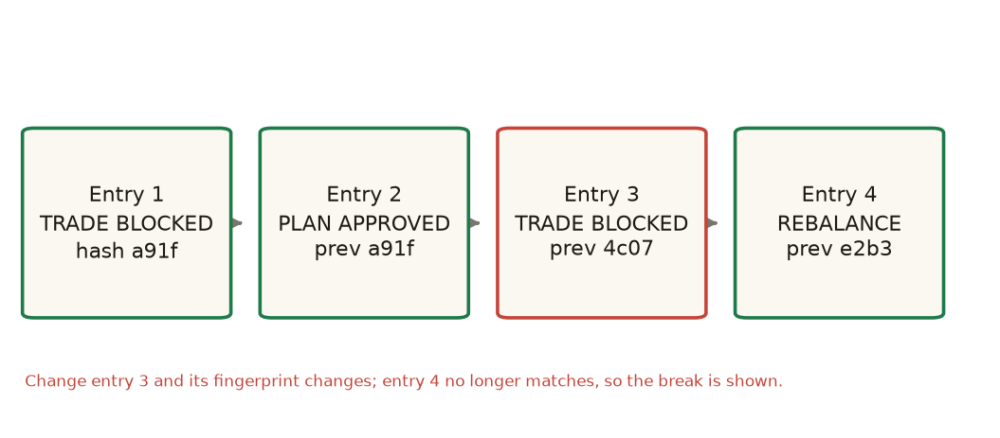 Entry 1
TRADE BLOCKED
hash a91f
Entry 2
PLAN APPROVED
prev a91f
Entry 3
TRADE BLOCKED
prev 4c07
Entry 4
REBALANCE
prev e2b3
Change entry 3 and its fingerprint changes; entry 4 no longer matches, so the break is shown.